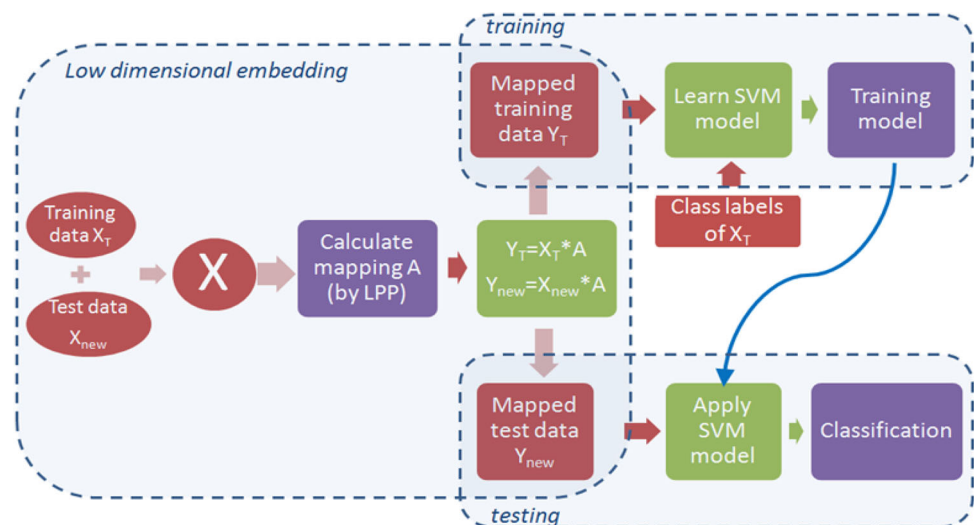 training
Low dimensional embedding
Mapped
training
data Y_T
Learn SVM
model
Training
model
Class labels
of X_T
Training
data X_T
+
Test data
X_new
X
Calculate
mapping A
(by LPP)
Y_T=X_T*A
Y_new=X_new*A
Mapped
test data
Y_new
Apply
SVM
model
Classification
testing